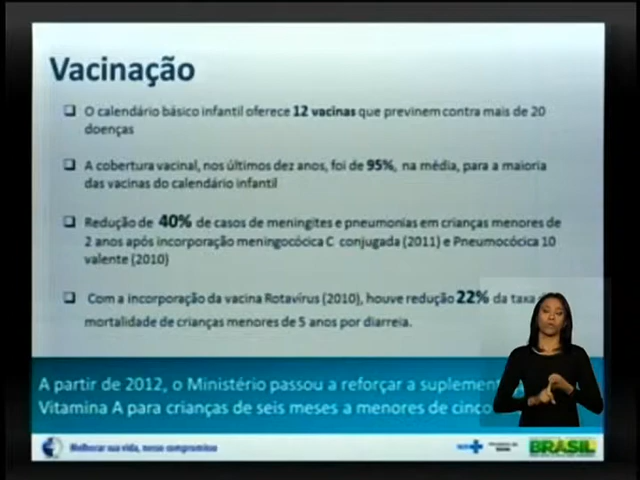 Vacinação
O calendário básico infantil oferece 12 vacinas que previnem contra mais de 20
doenças
A cobertura vacinal, nos últimos dez anos, foi de 95%, na média, para a maioria
das vacinas do calendário infantil
Redução de 40% de casos de meningites e pneumonias em crianças menores de
2 anos após incorporação meningocócica C conjugada (2011) e Pneumocócica 10
valente (2010)
Com a incorporação da vacina Rotavírus (2010), houve redução 22% da taxa
mortalidade de crianças menores de 5 anos por diarreia.
A partir de 2012, o Ministério passou a reforçar a
Vitamina A para crianças de seis meses a menores de cinco
Melhorar sua vida, nosso compromisso
SUS
BRASIL